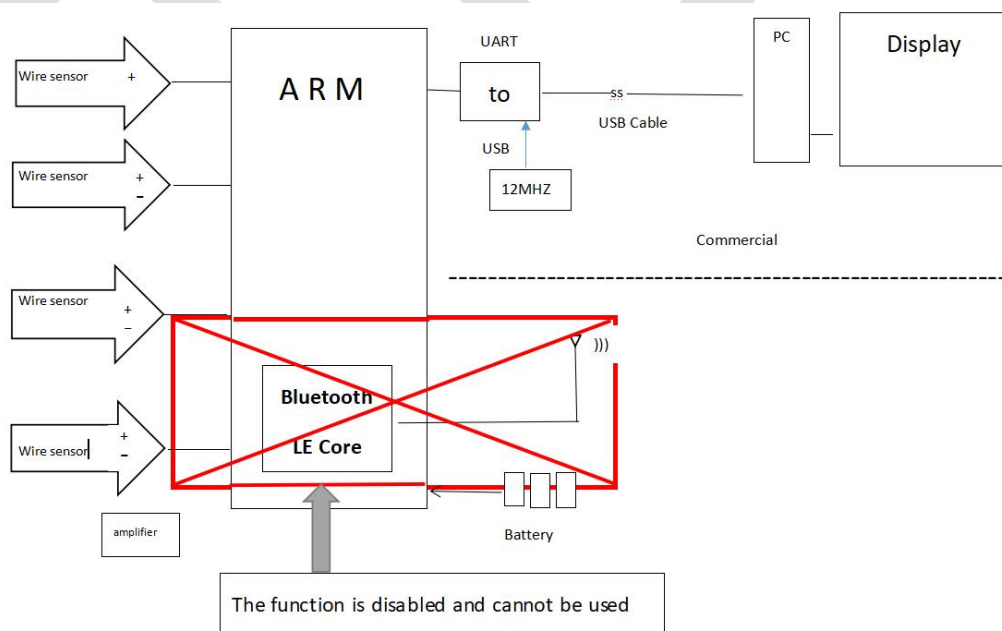 Wire sensor +
Wire sensor + −
Wire sensor + −
Wire sensor + −
amplifier
A R M
Bluetooth
LE Core
UART
to
USB
12MHZ
ss
USB Cable
PC
Display
Commercial
)))
Battery
The function is disabled and cannot be used